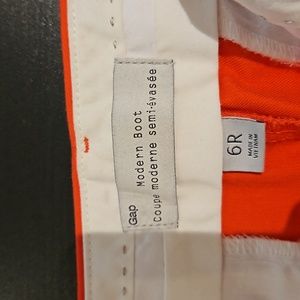 Gap
Modern Boot
Coupe moderne semi-évasée
6R
MADE IN
VIETNAM